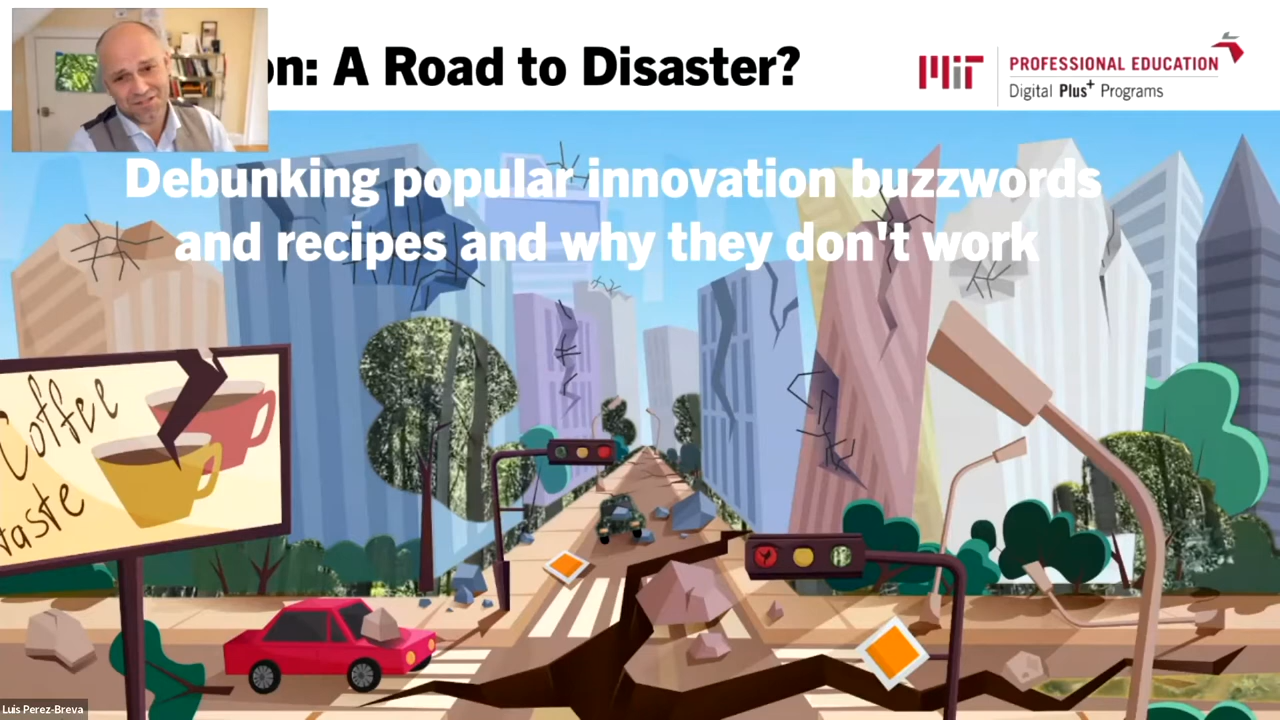 on: A Road to Disaster?
MIT
PROFESSIONAL EDUCATION
Digital Plus+ Programs
Debunking popular innovation buzzwords
and recipes and why they don't work
Coffee
taste
Luis Perez-Breva